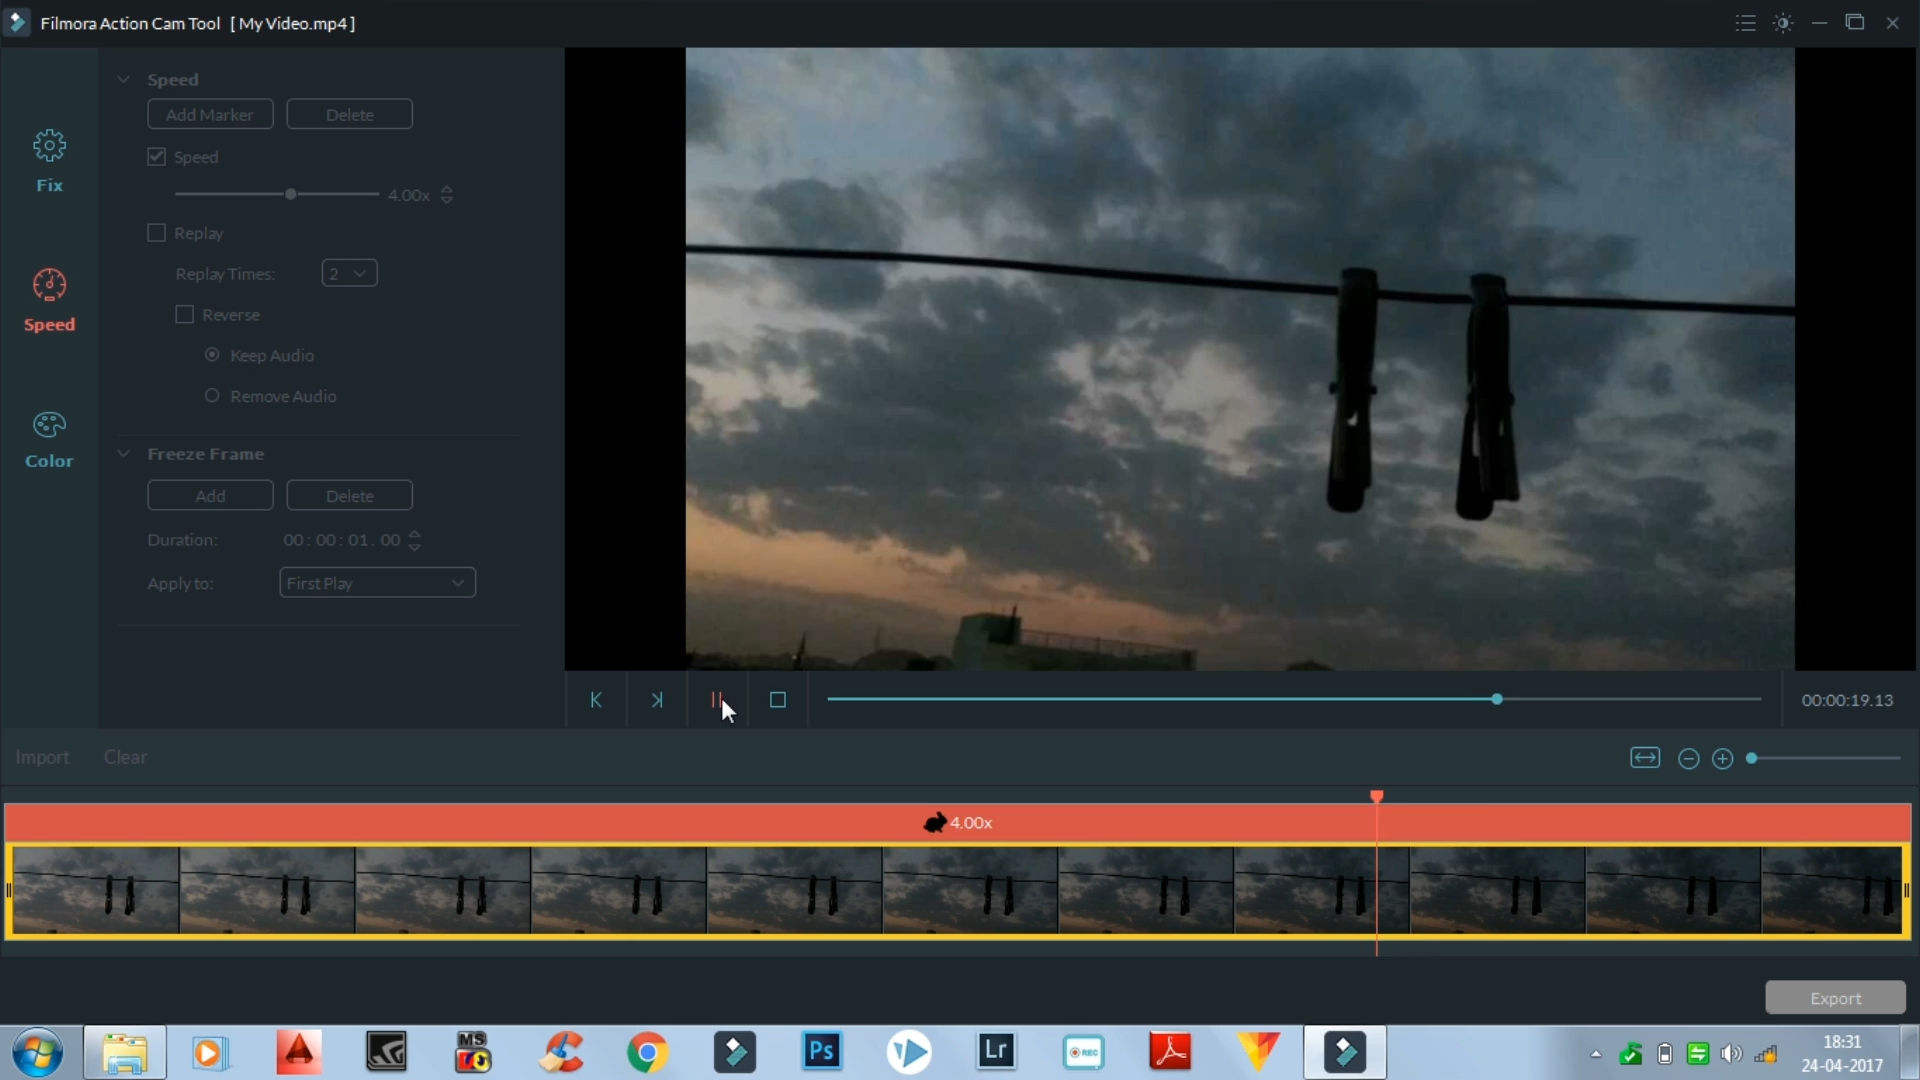 Filmora Action Cam Tool [ My Video.mp4 ]
Speed
Add Marker Delete
Speed
4.00x
Replay
Replay Times: 2
Reverse
Keep Audio
Remove Audio
Freeze Frame
Add Delete
Duration: 00: 00: 01. 00
Apply to: First Play
Fix
Speed
Color
00:00:19.13
Import Clear
4.00x
Export
MS
Ps
Lr
REC
18:31
24-04-2017